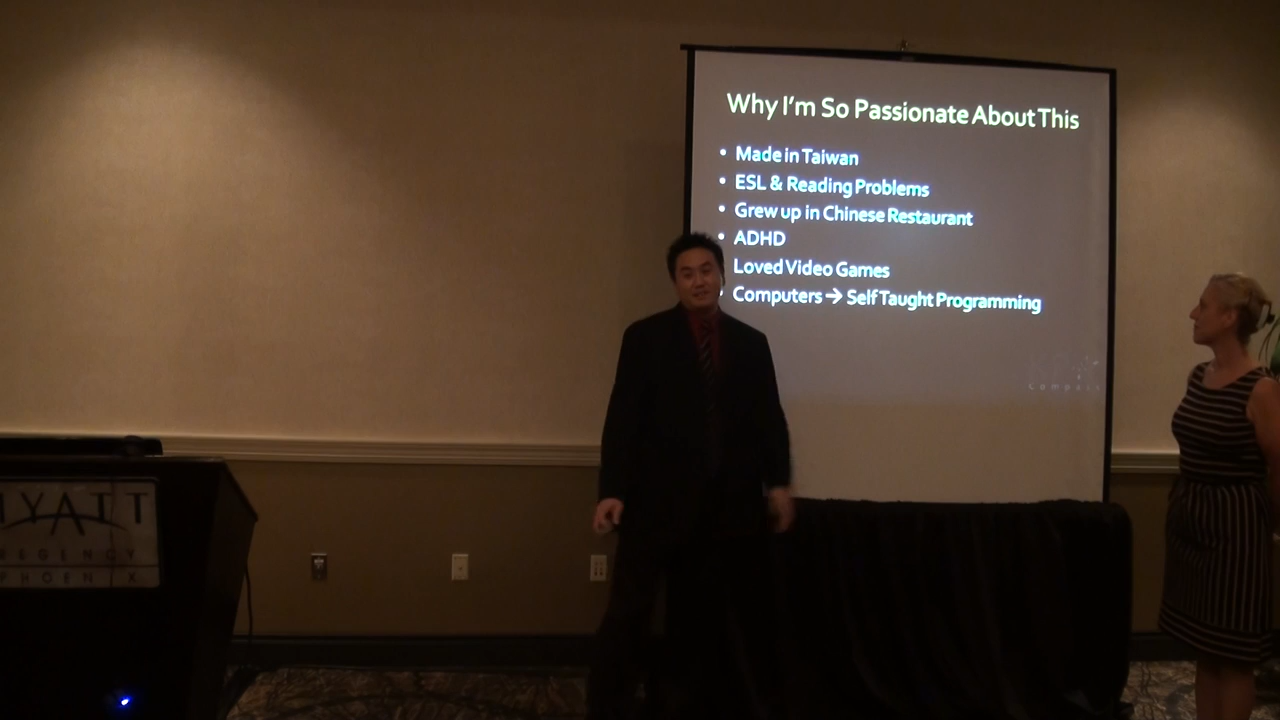 Why I'm So Passionate About This
• Made in Taiwan
• ESL & Reading Problems
• Grew up in Chinese Restaurant
• ADHD
Loved Video Games
• Computers → Self Taught Programming
HYATT
REGENCY
PHOENIX